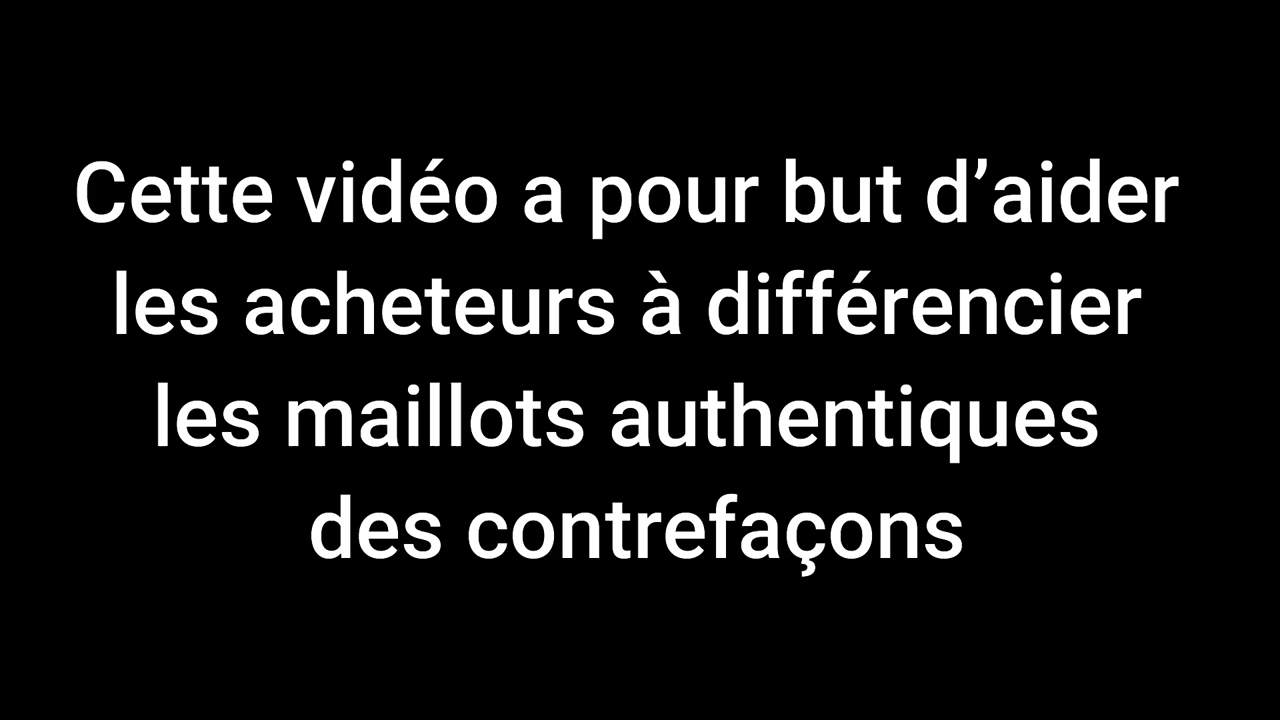 Cette vidéo a pour but d’aider
les acheteurs à différencier
les maillots authentiques
des contrefaçons